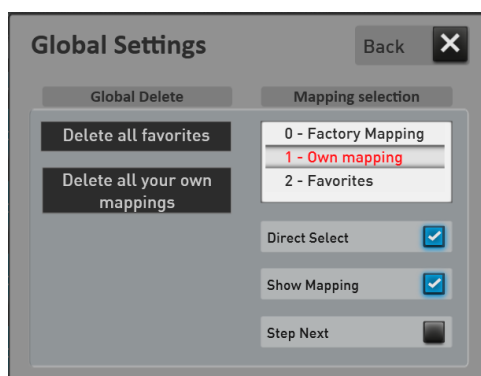 Global Settings
Back
Global Delete
Mapping selection
Delete all favorites
Delete all your own
mappings
0 - Factory Mapping
1 - Own mapping
2 - Favorites
Direct Select
Show Mapping
Step Next